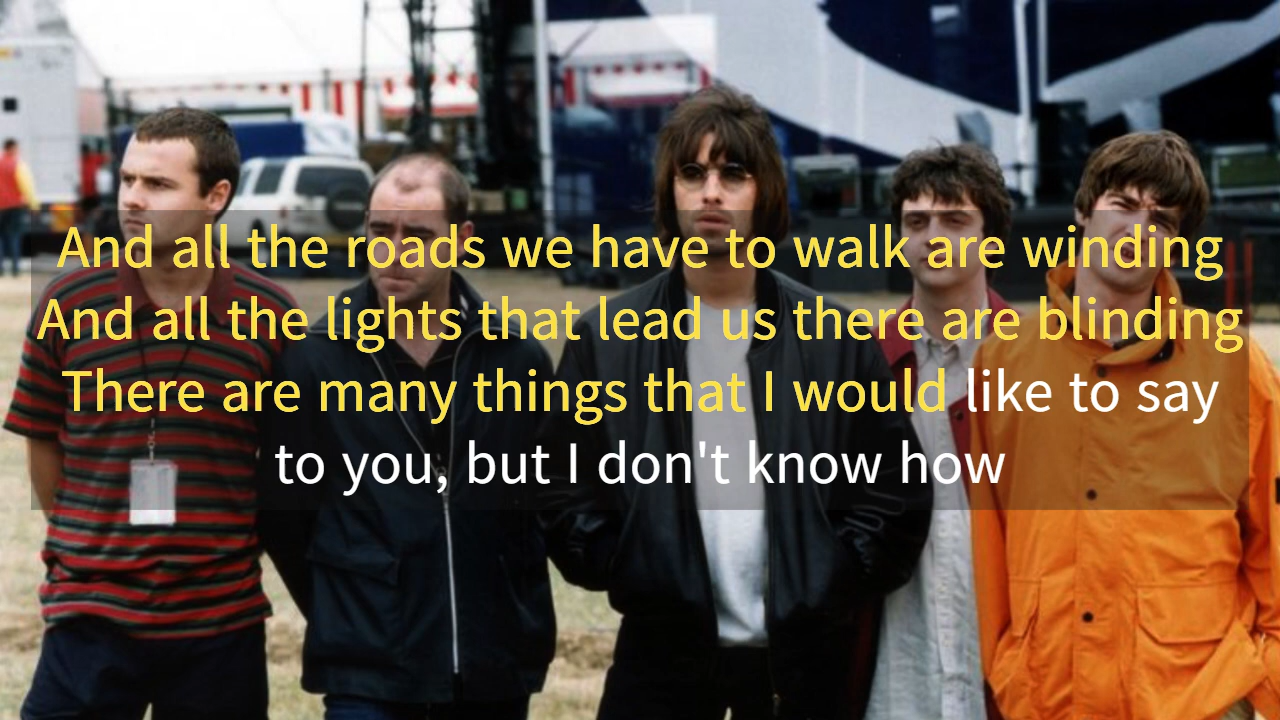 And all the roads we have to walk are winding
And all the lights that lead us there are blinding
There are many things that I would like to say
to you, but I don't know how